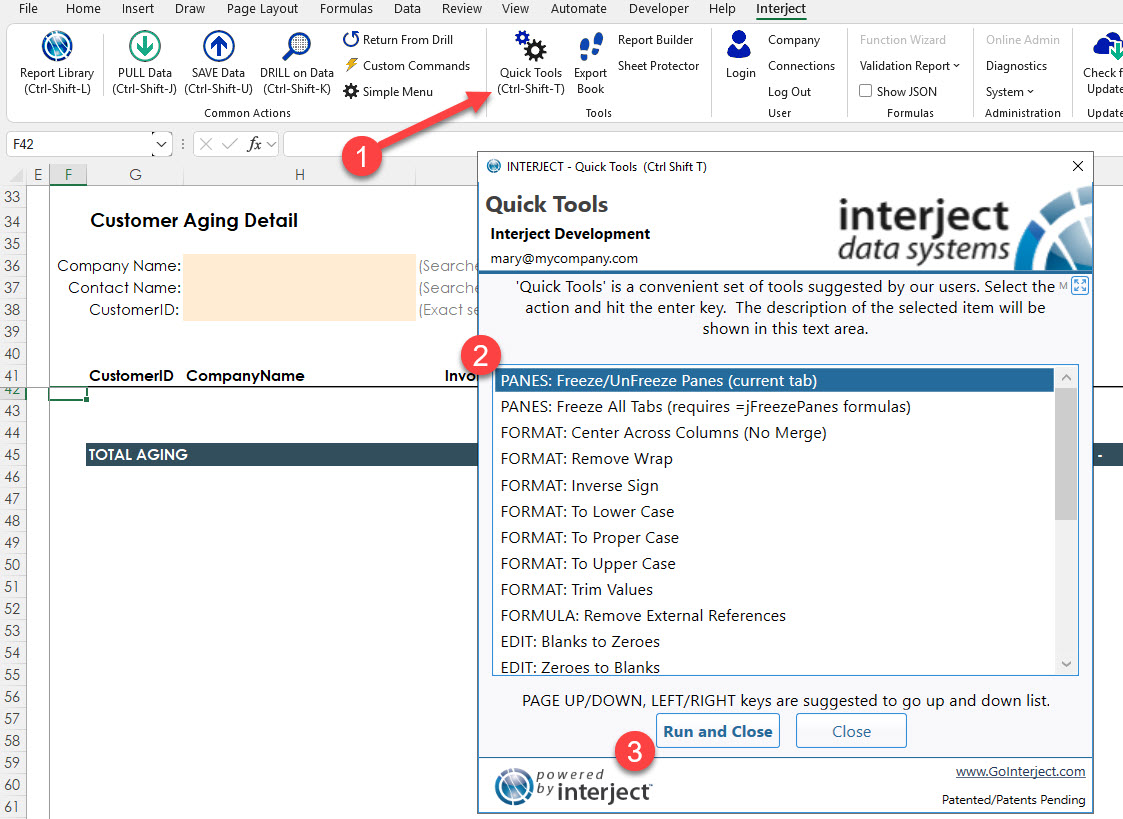 File Home Insert Draw Page Layout Formulas Data Review View Automate Developer Help Interject
Report Library
(Ctrl-Shift-L)
PULL Data
(Ctrl-Shift-J)
SAVE Data
(Ctrl-Shift-U)
DRILL on Data
(Ctrl-Shift-K)
Return From Drill
Custom Commands
Simple Menu
Common Actions
Quick Tools
(Ctrl-Shift-T)
Export
Book
Report Builder
Sheet Protector
Tools
Login
Company
Connections
Log Out
User
Function Wizard
Validation Report
Show JSON
Formulas
Online Admin
Diagnostics
System
Administration
Check f
Update
Update
1
F42
fx
E F G H
33
34 Customer Aging Detail
35
36 Company Name: (Searche
37 Contact Name: (Searche
38 CustomerID: (Exact se
39
40
41 CustomerID CompanyName Invoi
42
43
44
45 TOTAL AGING -
46
47
48
49
50
51
52
53
54
55
56
57
58
59
60
61
INTERJECT - Quick Tools (Ctrl Shift T)
Quick Tools
Interject Development
mary@mycompany.com
interject
data systems
'Quick Tools' is a convenient set of tools suggested by our users. Select the M
action and hit the enter key. The description of the selected item will be
shown in this text area.
2
PANES: Freeze/UnFreeze Panes (current tab)
PANES: Freeze All Tabs (requires =jFreezePanes formulas)
FORMAT: Center Across Columns (No Merge)
FORMAT: Remove Wrap
FORMAT: Inverse Sign
FORMAT: To Lower Case
FORMAT: To Proper Case
FORMAT: To Upper Case
FORMAT: Trim Values
FORMULA: Remove External References
EDIT: Blanks to Zeroes
EDIT: Zeroes to Blanks
PAGE UP/DOWN, LEFT/RIGHT keys are suggested to go up and down list.
Run and Close Close
3
powered
by interject
www.GoInterject.com
Patented/Patents Pending